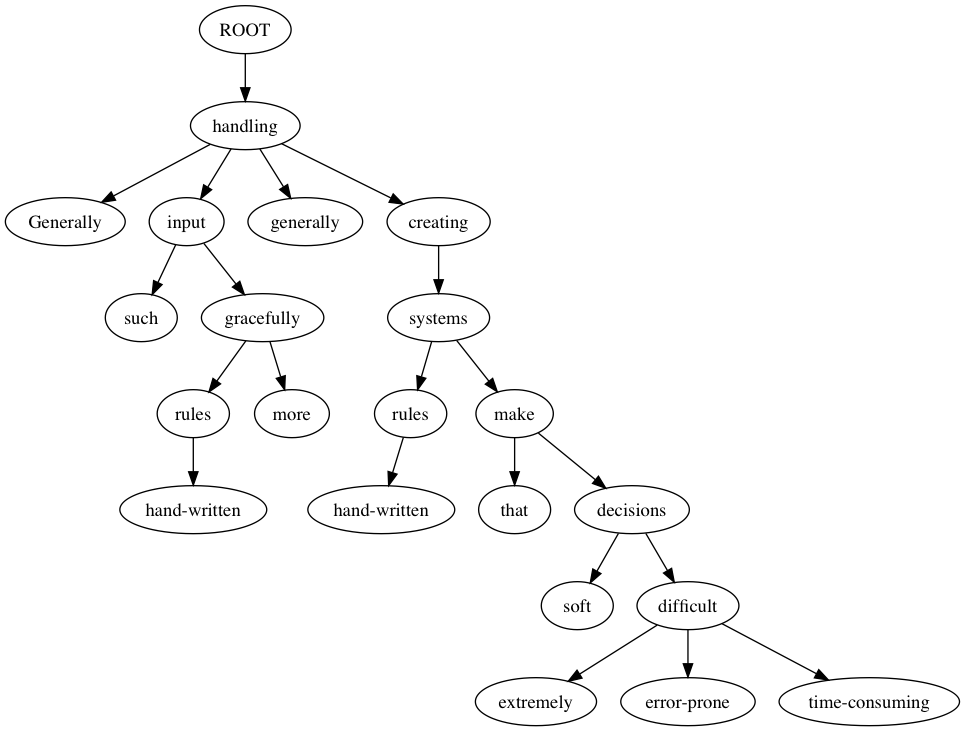 ROOT
handling
Generally input generally creating
such gracefully systems
rules more rules make
hand-written hand-written that decisions
soft difficult
extremely error-prone time-consuming